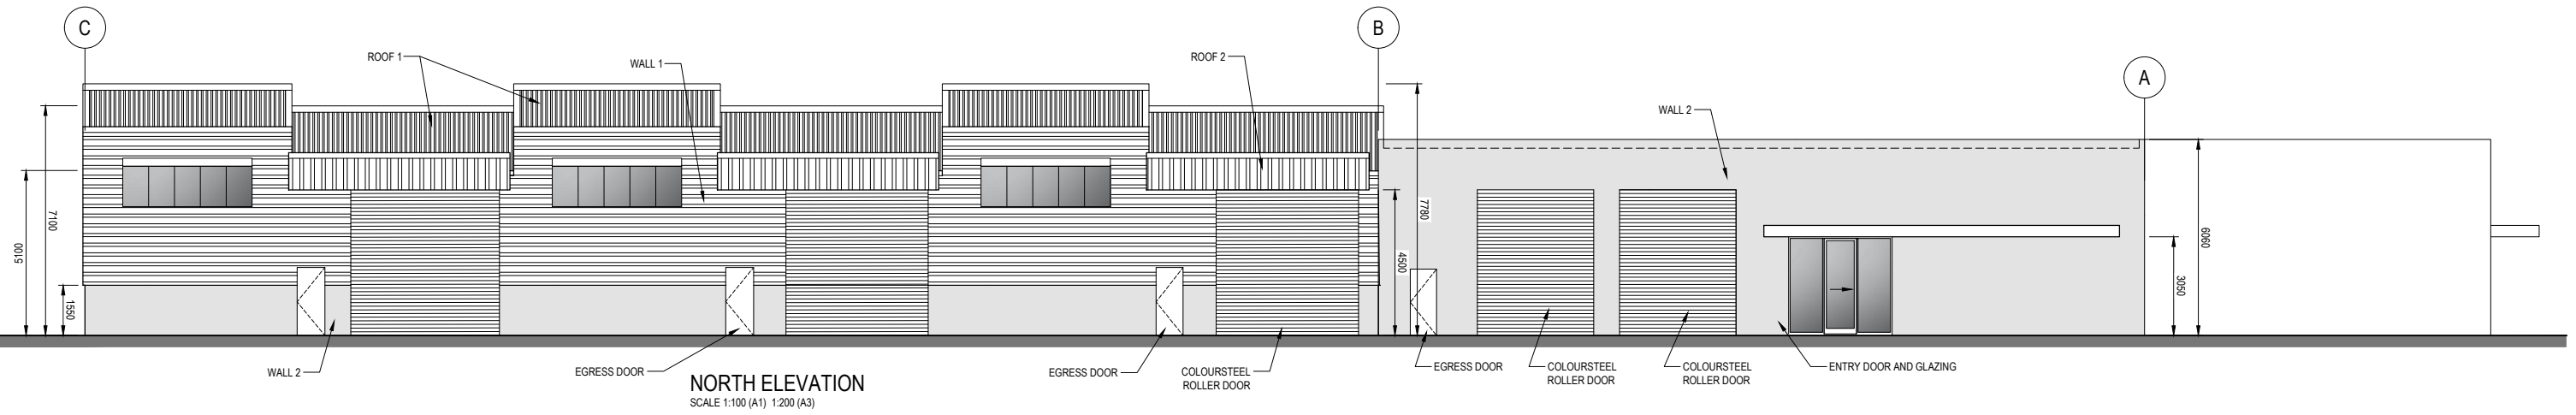 C
B
A
ROOF 1
WALL 1
ROOF 2
WALL 2
5100
7100
1550
7780
4500
6060
3050
WALL 2
EGRESS DOOR
EGRESS DOOR
COLOURSTEEL
ROLLER DOOR
EGRESS DOOR
COLOURSTEEL
ROLLER DOOR
COLOURSTEEL
ROLLER DOOR
ENTRY DOOR AND GLAZING
NORTH ELEVATION
SCALE 1:100 (A1) 1:200 (A3)